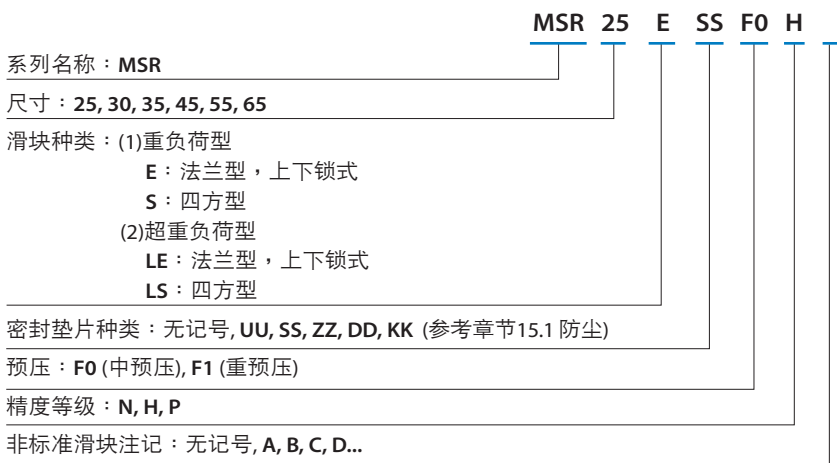 MSR 25 E SS F0 H
系列名称：MSR
尺寸：25, 30, 35, 45, 55, 65
滑块种类：(1)重负荷型
E：法兰型，上下锁式
S：四方型
(2)超重负荷型
LE：法兰型，上下锁式
LS：四方型
密封垫片种类：无记号, UU, SS, ZZ, DD, KK (参考章节15.1 防尘)
预压：F0 (中预压), F1 (重预压)
精度等级：N, H, P
非标准滑块注记：无记号, A, B, C, D...